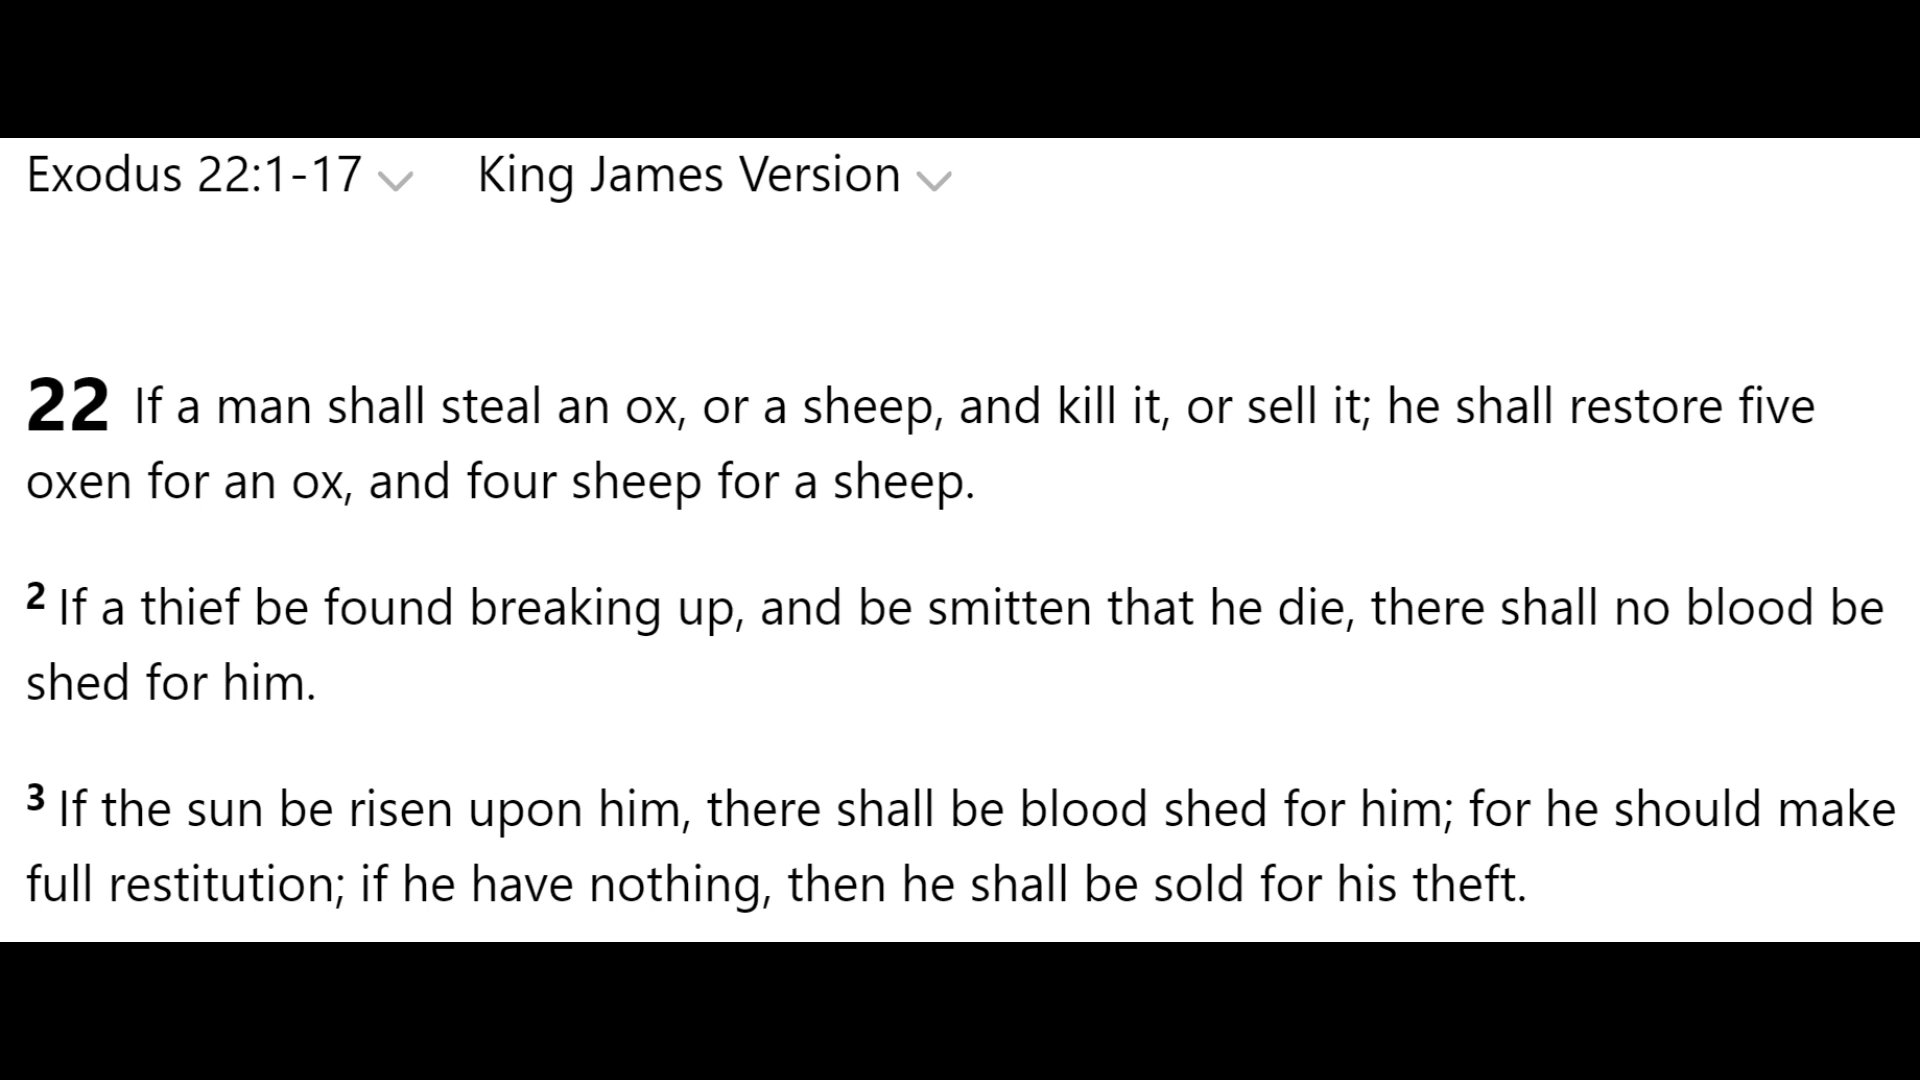 Exodus 22:1-17 King James Version
22 If a man shall steal an ox, or a sheep, and kill it, or sell it; he shall restore five
oxen for an ox, and four sheep for a sheep.
2 If a thief be found breaking up, and be smitten that he die, there shall no blood be
shed for him.
3 If the sun be risen upon him, there shall be blood shed for him; for he should make
full restitution; if he have nothing, then he shall be sold for his theft.